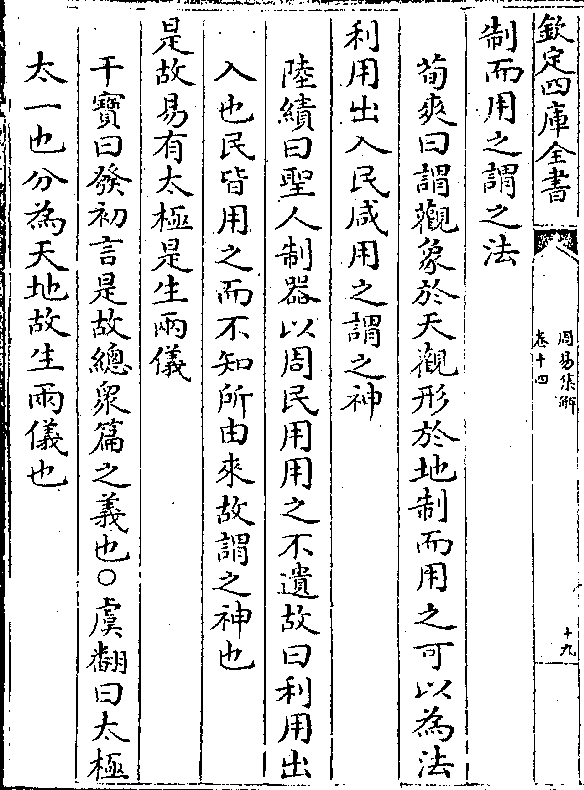 欽定四庫全書
周易集解
卷十四
十九
制而用之謂之法
荀爽曰謂觀象於天觀形於地制而用之可以為法
利用出入民咸用之謂之神
陸績曰聖人制器以周民用用之不遺故曰利用出
入也民皆用之而不知所由來故謂之神也
是故易有太極是生兩儀
干寶曰發初言是故總衆篇之義也○虞翻曰太極
太一也分為天地故生兩儀也